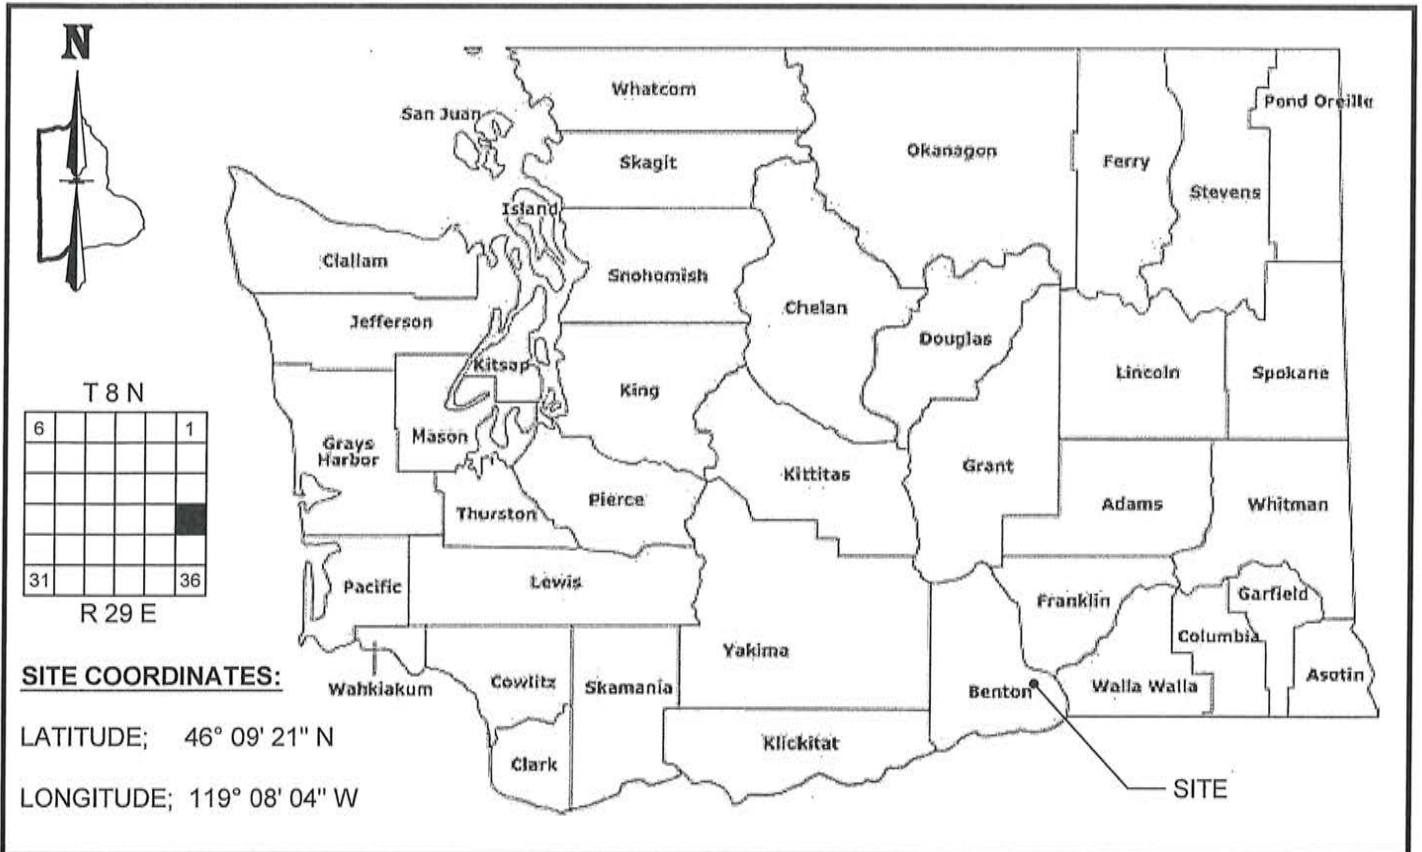 N
Whatcom
San Juan
Pond Oreille
Okanagon
Skagit
Ferry
Stevens
Island
Clallam
Snohomish
Chelan
Jefferson
Douglas
Kitsap
Lincoln
Spokane
King
T 8 N
6 1
Mason
Grays
Harbor
Grant
Kittitas
Pierce
Thurston
Adams
Whitman
31 36
R 29 E
Pacific
Lewis
Franklin
Garfield
Columbia
Yakima
SITE COORDINATES:
Wahkiakum
Cowlitz
Skamania
Benton
Walla Walla
Asotin
LATITUDE; 46° 09' 21" N
Klickitat
Clark
SITE
LONGITUDE; 119° 08' 04" W